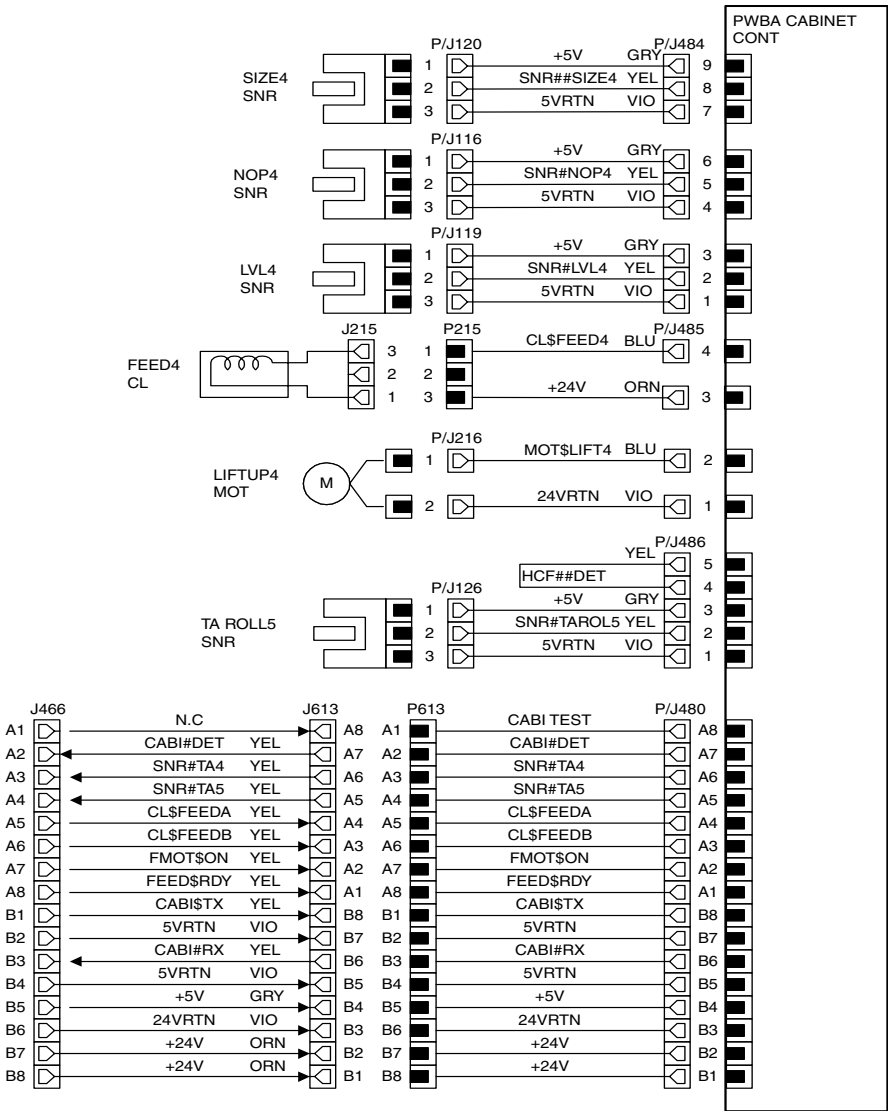 PWBA CABINET
CONT
P/J120 P/J484
SIZE4
SNR
1 +5V GRY 9
2 SNR##SIZE4 YEL 8
3 5VRTN VIO 7
P/J116
NOP4
SNR
1 +5V GRY 6
2 SNR#NOP4 YEL 5
3 5VRTN VIO 4
P/J119
LVL4
SNR
1 +5V GRY 3
2 SNR#LVL4 YEL 2
3 5VRTN VIO 1
J215 P215 P/J485
FEED4
CL
3 1 CL$FEED4 BLU 4
2 2
1 3 +24V ORN 3
P/J216
LIFTUP4
MOT
M
1 MOT$LIFT4 BLU 2
2 24VRTN VIO 1
P/J486
YEL 5
HCF##DET 4
P/J126
TA ROLL5
SNR
1 +5V GRY 3
2 SNR#TAROL5 YEL 2
3 5VRTN VIO 1
J466 J613 P613 P/J480
A1 N.C A8 A1 CABI TEST A8
A2 CABI#DET YEL A7 A2 CABI#DET A7
A3 SNR#TA4 YEL A6 A3 SNR#TA4 A6
A4 SNR#TA5 YEL A5 A4 SNR#TA5 A5
A5 CL$FEEDA YEL A4 A5 CL$FEEDA A4
A6 CL$FEEDB YEL A3 A6 CL$FEEDB A3
A7 FMOT$ON YEL A2 A7 FMOT$ON A2
A8 FEED$RDY YEL A1 A8 FEED$RDY A1
B1 CABI$TX YEL B8 B1 CABI$TX B8
B2 5VRTN VIO B7 B2 5VRTN B7
B3 CABI#RX YEL B6 B3 CABI#RX B6
B4 5VRTN VIO B5 B4 5VRTN B5
B5 +5V GRY B4 B5 +5V B4
B6 24VRTN VIO B3 B6 24VRTN B3
B7 +24V ORN B2 B7 +24V B2
B8 +24V ORN B1 B8 +24V B1